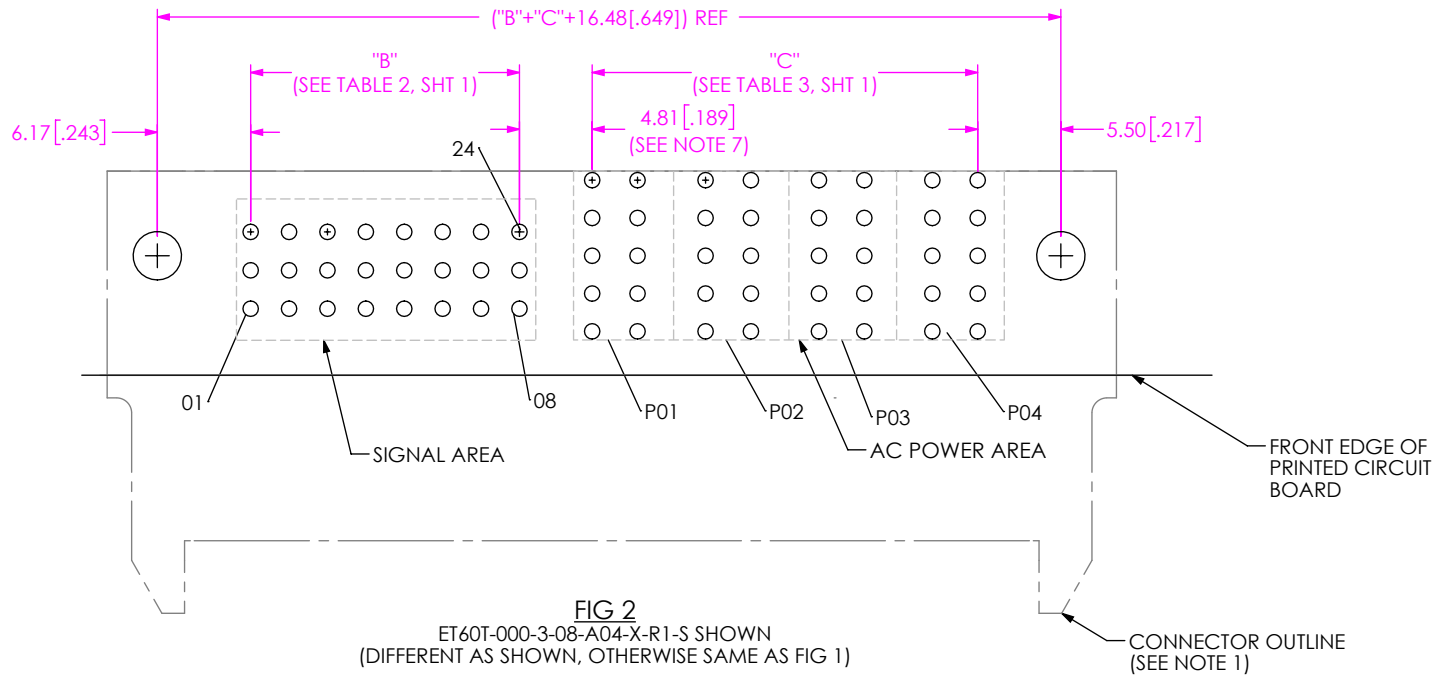 ("B"+"C"+16.48[.649]) REF
"B"
(SEE TABLE 2, SHT 1)
"C"
(SEE TABLE 3, SHT 1)
6.17[.243]
4.81[.189]
(SEE NOTE 7)
5.50[.217]
24
01
08
P01
P02
P03
P04
SIGNAL AREA
AC POWER AREA
FRONT EDGE OF
PRINTED CIRCUIT
BOARD
FIG 2
ET60T-000-3-08-A04-X-R1-S SHOWN
(DIFFERENT AS SHOWN, OTHERWISE SAME AS FIG 1)
CONNECTOR OUTLINE
(SEE NOTE 1)